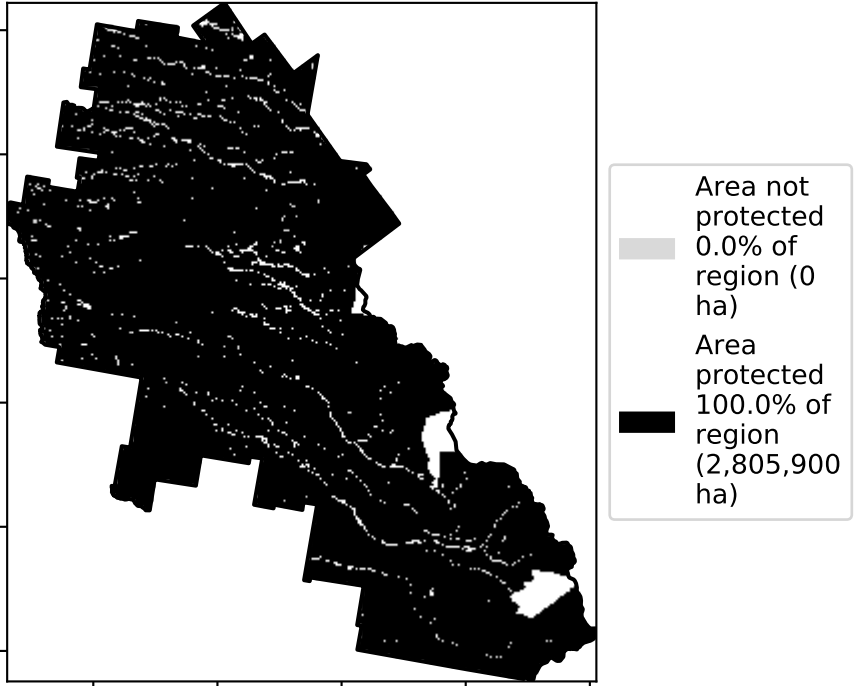 Area not
protected
0.0% of
region (0
ha)
Area
protected
100.0% of
region
(2,805,900
ha)